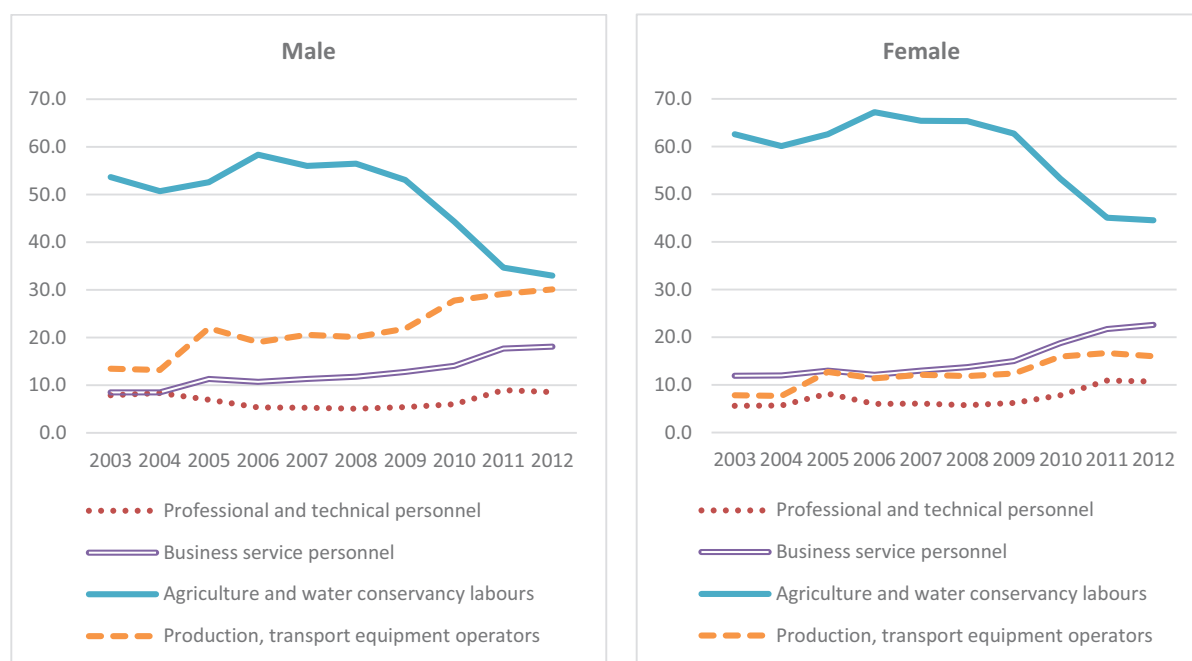 Male
70.0
60.0
50.0
40.0
30.0
20.0
10.0
0.0
2003 2004 2005 2006 2007 2008 2009 2010 2011 2012
Professional and technical personnel
Business service personnel
Agriculture and water conservancy labours
Production, transport equipment operators
Female
70.0
60.0
50.0
40.0
30.0
20.0
10.0
0.0
2003 2004 2005 2006 2007 2008 2009 2010 2011 2012
Professional and technical personnel
Business service personnel
Agriculture and water conservancy labours
Production, transport equipment operators